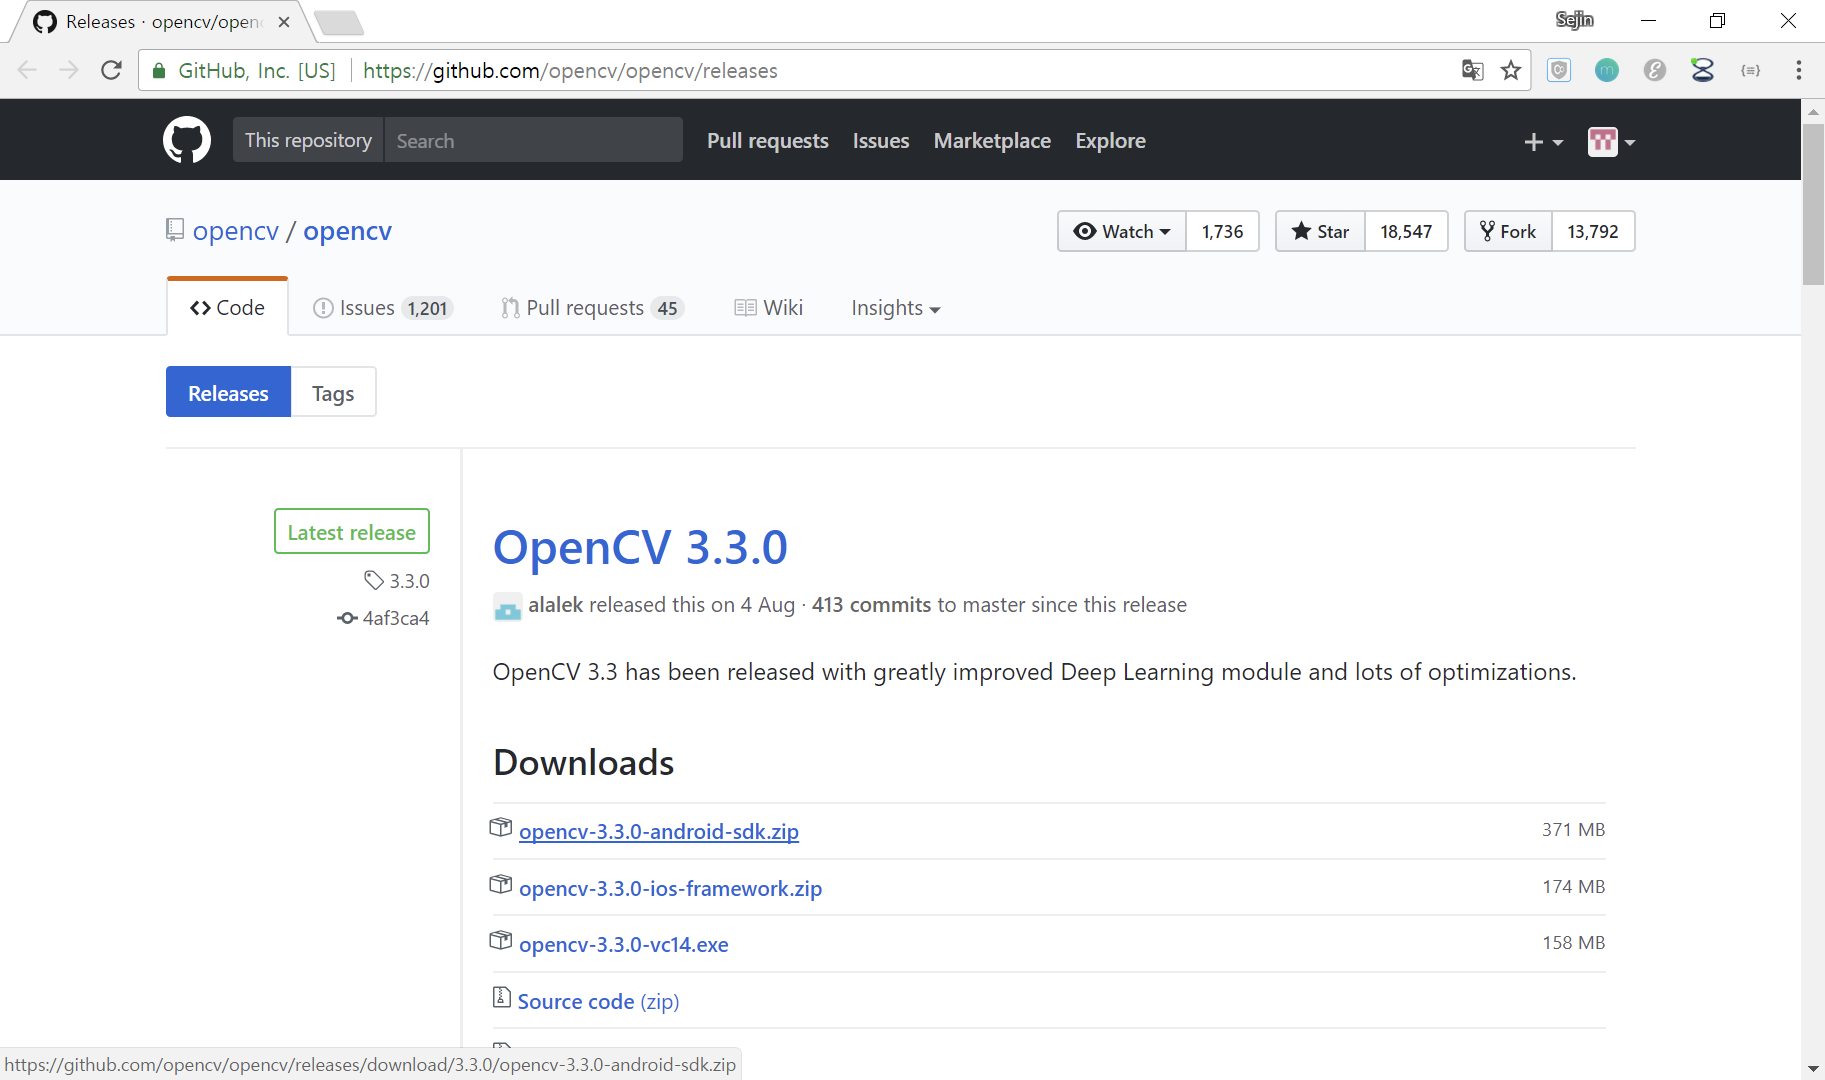 Releases · opencv/openc
Sejin
GitHub, Inc. [US] https://github.com/opencv/opencv/releases
This repository Search Pull requests Issues Marketplace Explore
opencv / opencv
Watch 1,736 Star 18,547 Fork 13,792
Code Issues 1,201 Pull requests 45 Wiki Insights
Releases Tags
Latest release
3.3.0
4af3ca4
OpenCV 3.3.0
alalek released this on 4 Aug · 413 commits to master since this release
OpenCV 3.3 has been released with greatly improved Deep Learning module and lots of optimizations.
Downloads
opencv-3.3.0-android-sdk.zip 371 MB
opencv-3.3.0-ios-framework.zip 174 MB
opencv-3.3.0-vc14.exe 158 MB
Source code (zip)
https://github.com/opencv/opencv/releases/download/3.3.0/opencv-3.3.0-android-sdk.zip